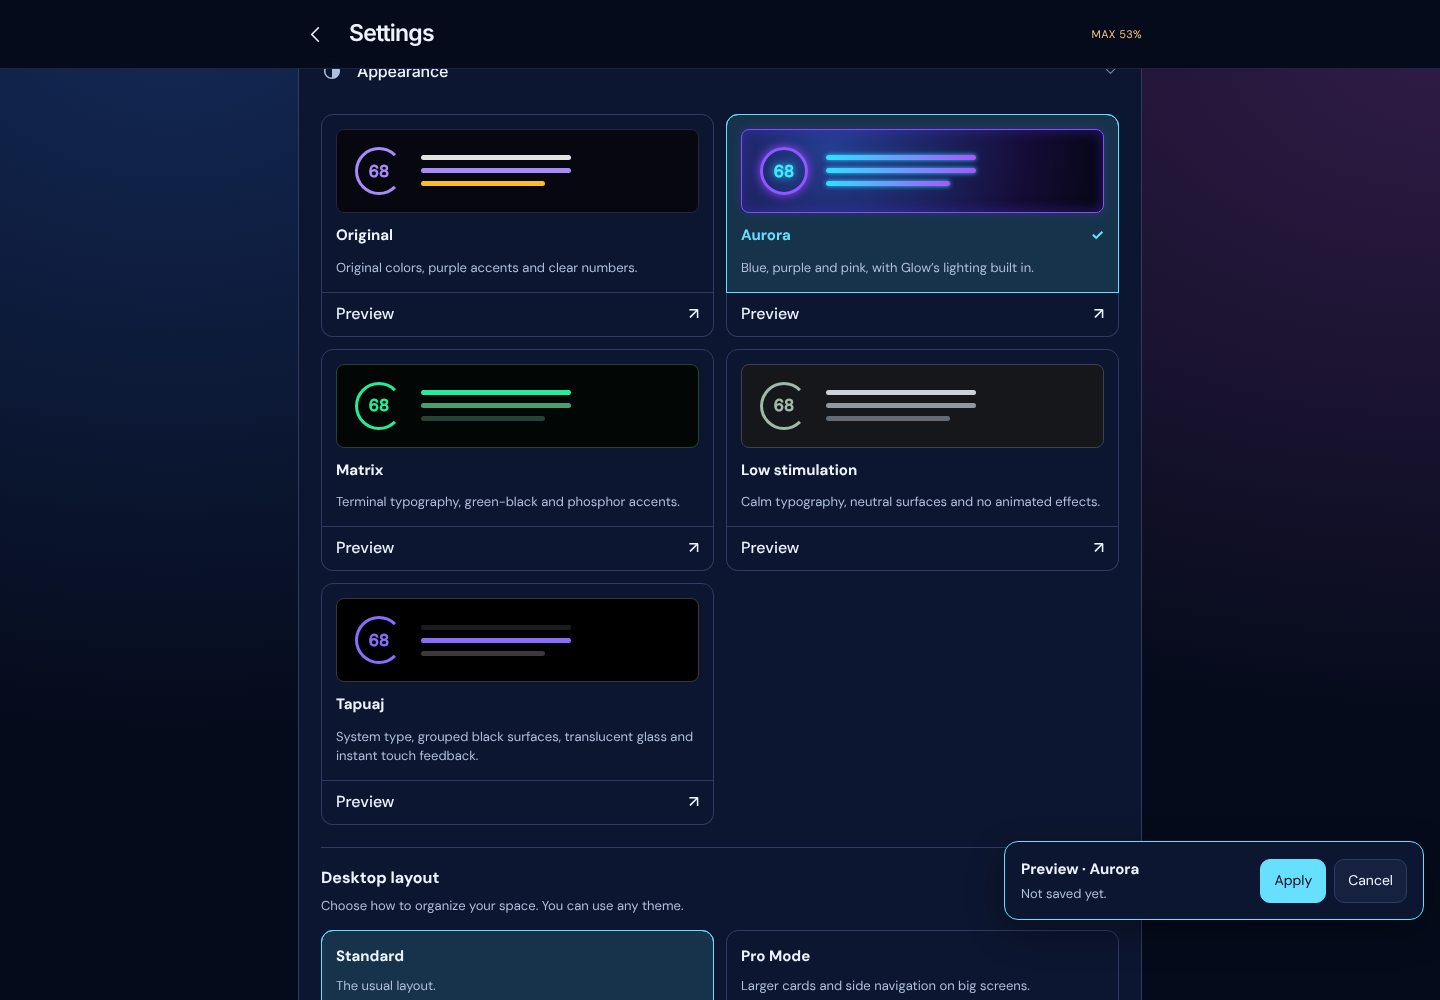 Settings
MAX 53%
Appearance
68
68
Original
Original colors, purple accents and clear numbers.
Preview
Aurora
Blue, purple and pink, with Glow's lighting built in.
Preview
68
68
Matrix
Terminal typography, green-black and phosphor accents.
Preview
Low stimulation
Calm typography, neutral surfaces and no animated effects.
Preview
68
Tapuaj
System type, grouped black surfaces, translucent glass and
instant touch feedback.
Preview
Desktop layout
Choose how to organize your space. You can use any theme.
Preview · Aurora
Not saved yet.
Apply
Cancel
Standard
The usual layout.
Pro Mode
Larger cards and side navigation on big screens.